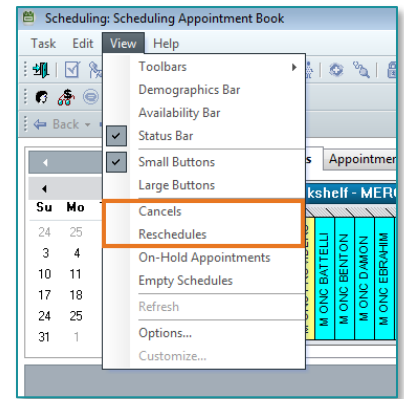 Scheduling: Scheduling Appointment Book
Task Edit View Help
Toolbars
Demographics Bar
Back
Availability Bar
Status Bar
Small Buttons
Large Buttons
Cancels
Reschedules
On-Hold Appointments
Empty Schedules
Refresh
Options...
Customize...
s Appointmen
kshelf - MERC
Su Mo
24 25
3 4
10 11
17 18
24 25
31 1
M ONC BATTELLI
M ONC BENTON
M ONC DAMON
M ONC EBRAHIM